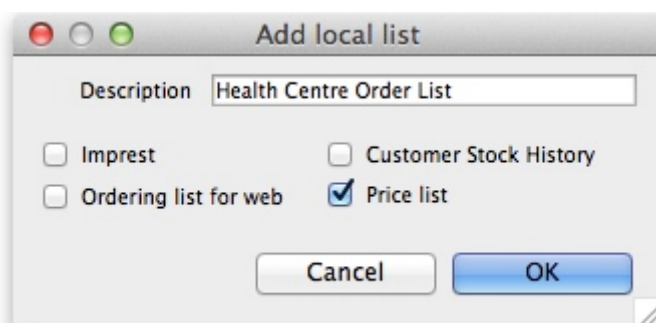 Add local list
Description Health Centre Order List
Imprest Customer Stock History
Ordering list for web Price list
Cancel OK